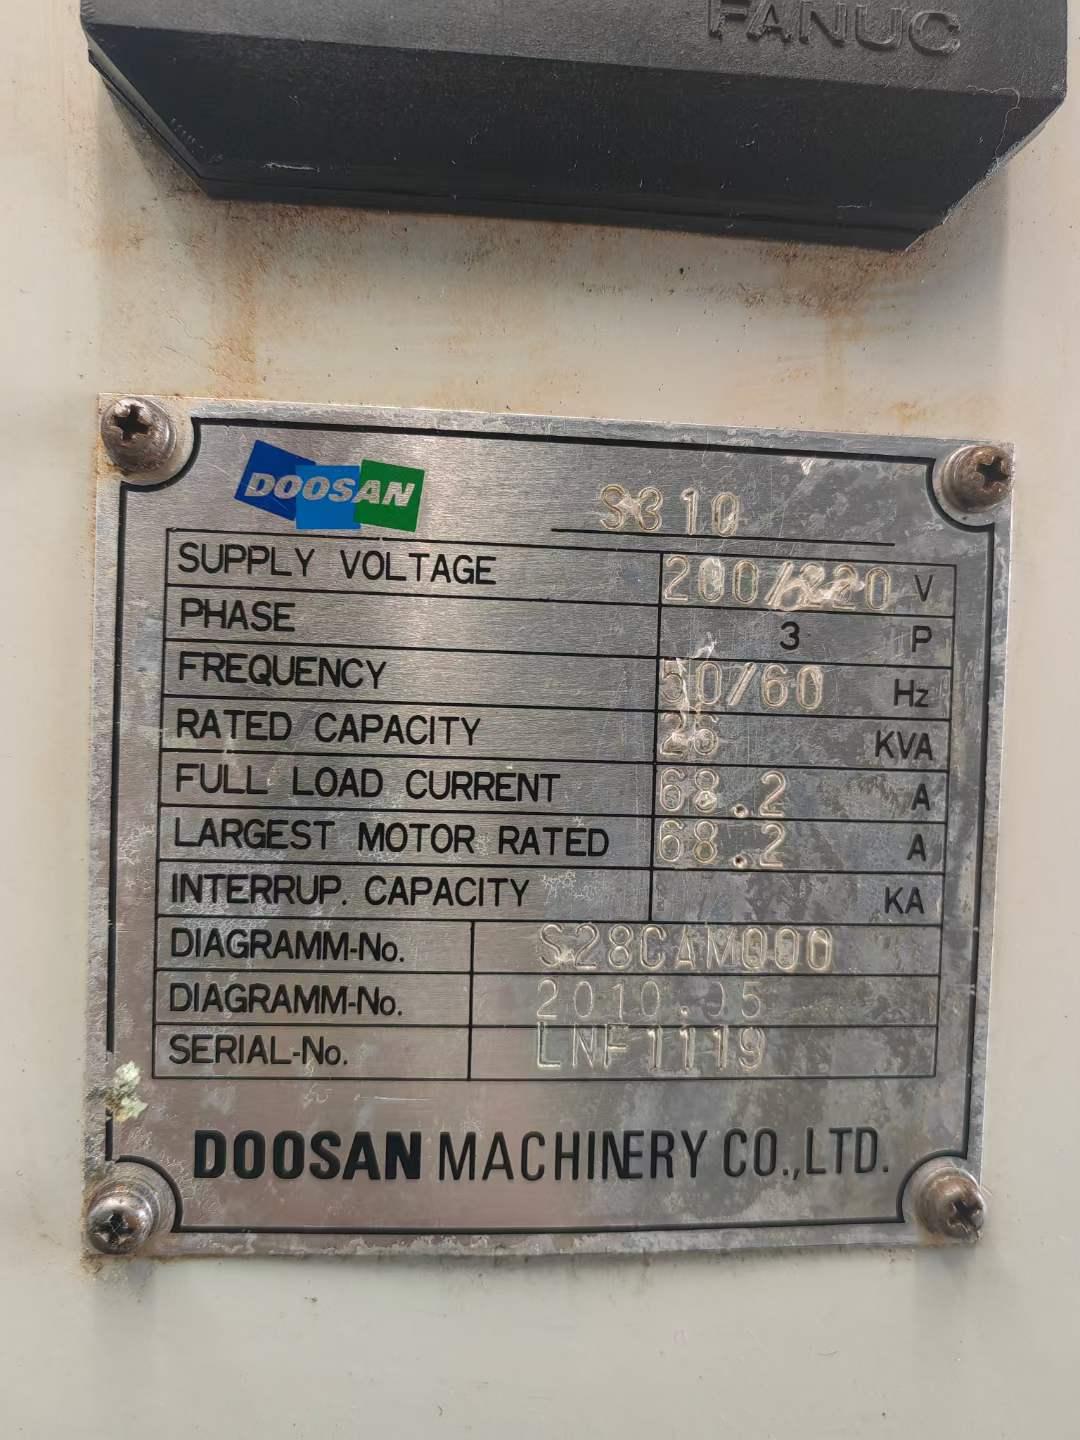 FANUC
DOOSAN
S310
SUPPLY VOLTAGE 200/220 V
PHASE 3 P
FREQUENCY 50/60 Hz
RATED CAPACITY 26 KVA
FULL LOAD CURRENT 68.2 A
LARGEST MOTOR RATED 68.2 A
INTERRUP. CAPACITY KA
DIAGRAMM-No. S28CAM000
DIAGRAMM-No. 2010.05
SERIAL-No. LNF1119
DOOSAN MACHINERY CO.,LTD.